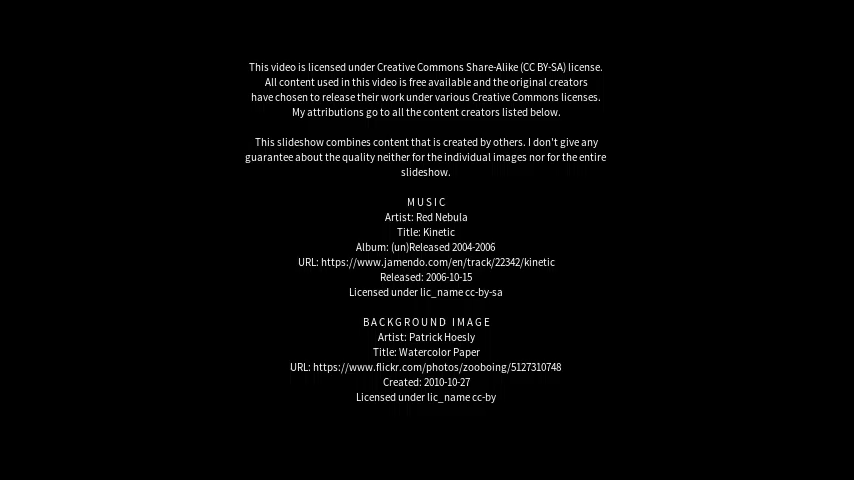 This video is licensed under Creative Commons Share-Alike (CC BY-SA) license.
All content used in this video is free available and the original creators
have chosen to release their work under various Creative Commons licenses.
My attributions go to all the content creators listed below.
This slideshow combines content that is created by others. I don't give any
guarantee about the quality neither for the individual images nor for the entire
slideshow.
MUSIC
Artist: Red Nebula
Title: Kinetic
Album: (un)Released 2004-2006
URL: https://www.jamendo.com/en/track/22342/kinetic
Released: 2006-10-15
Licensed under lic_name cc-by-sa
BACKGROUND IMAGE
Artist: Patrick Hoesly
Title: Watercolor Paper
URL: https://www.flickr.com/photos/zooboing/5127310748
Created: 2010-10-27
Licensed under lic_name cc-by